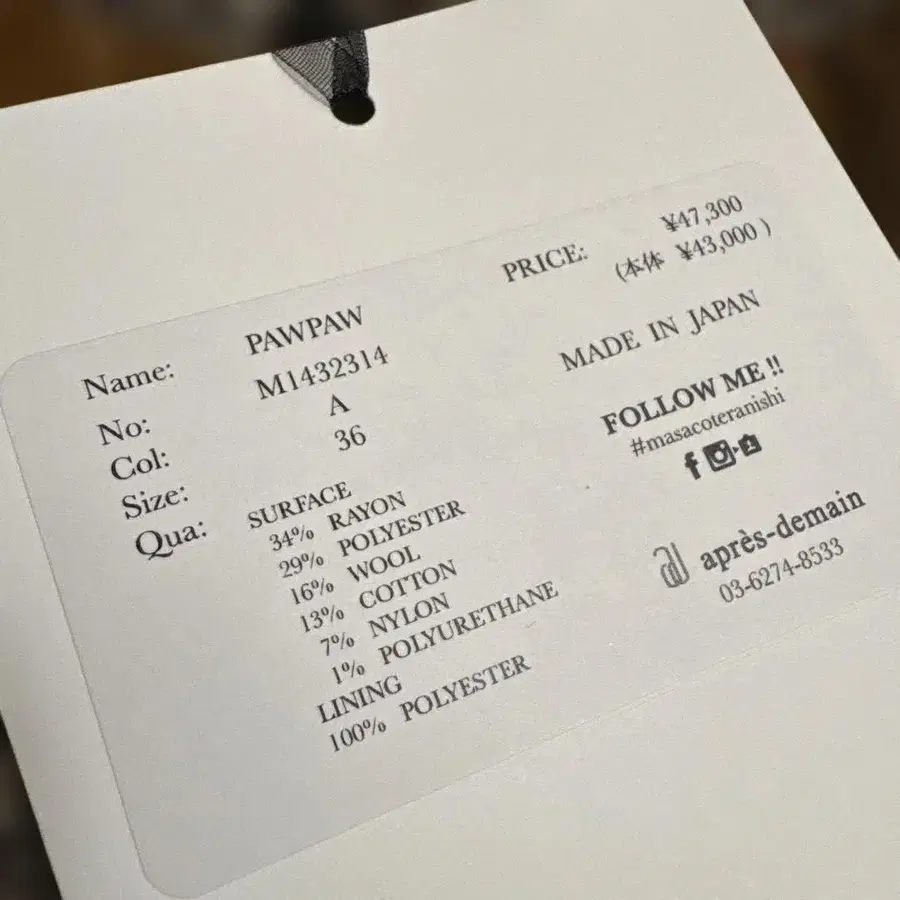 Name: PAWPAW
No: M1432314
Col: A
Size: 36
Qua: SURFACE
34% RAYON
29% POLYESTER
16% WOOL
13% COTTON
7% NYLON
1% POLYURETHANE
LINING
100% POLYESTER
PRICE: ¥47,300
(本体 ¥43,000 )
MADE IN JAPAN
FOLLOW ME !!
#masacoteranishi
après-demain
03-6274-8533